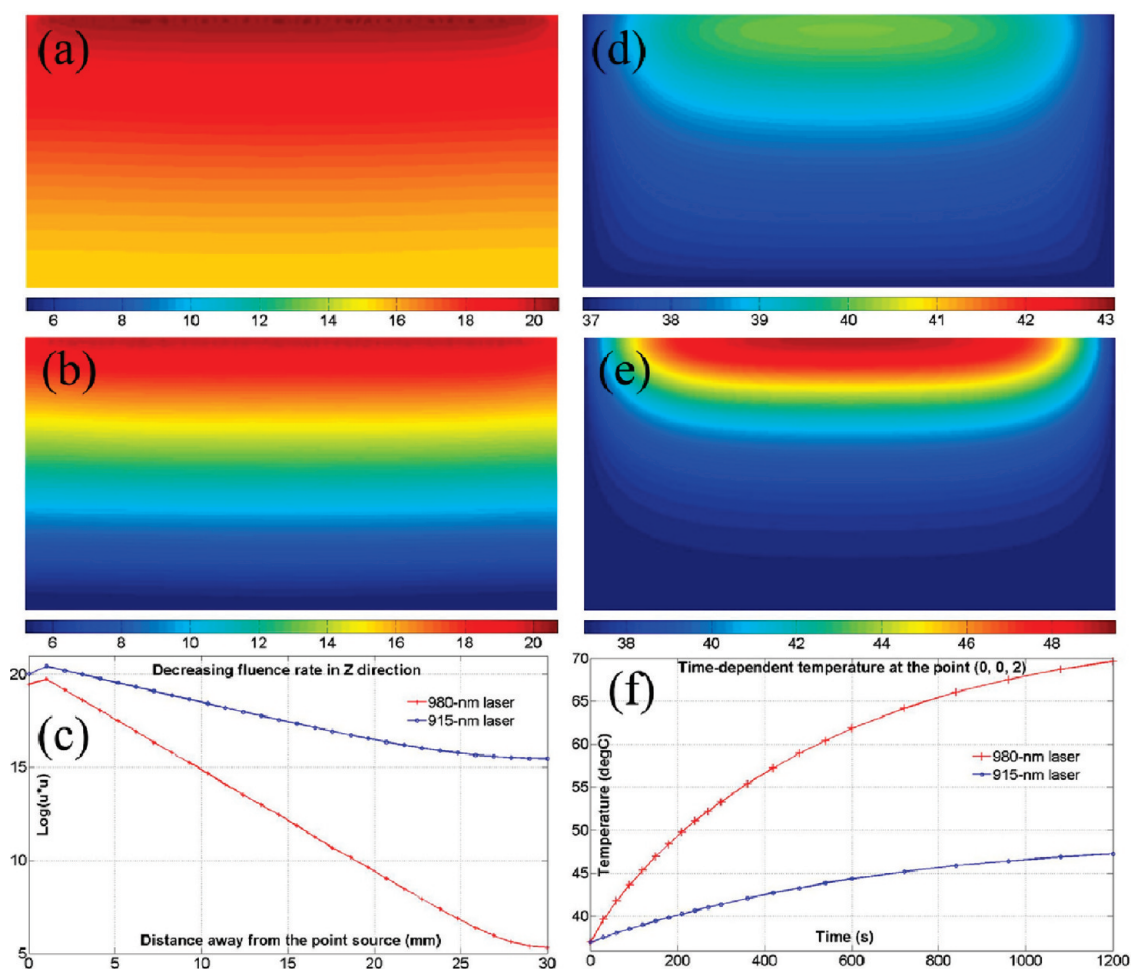 (a)
6 8 10 12 14 16 18 20
(d)
37 38 39 40 41 42 43
(b)
6 8 10 12 14 16 18 20
(e)
38 40 42 44 46 48
(c)
Decreasing fluence rate in Z direction
980-nm laser
915-nm laser
Log(u*u)
20
15
10
5
0 5 10 15 20 25 30
Distance away from the point source (mm)
(f)
Time-dependent temperature at the point (0, 0, 2)
980-nm laser
915-nm laser
Temperature (degC)
70
65
60
55
50
45
40
0 200 400 600 800 1000 1200
Time (s)